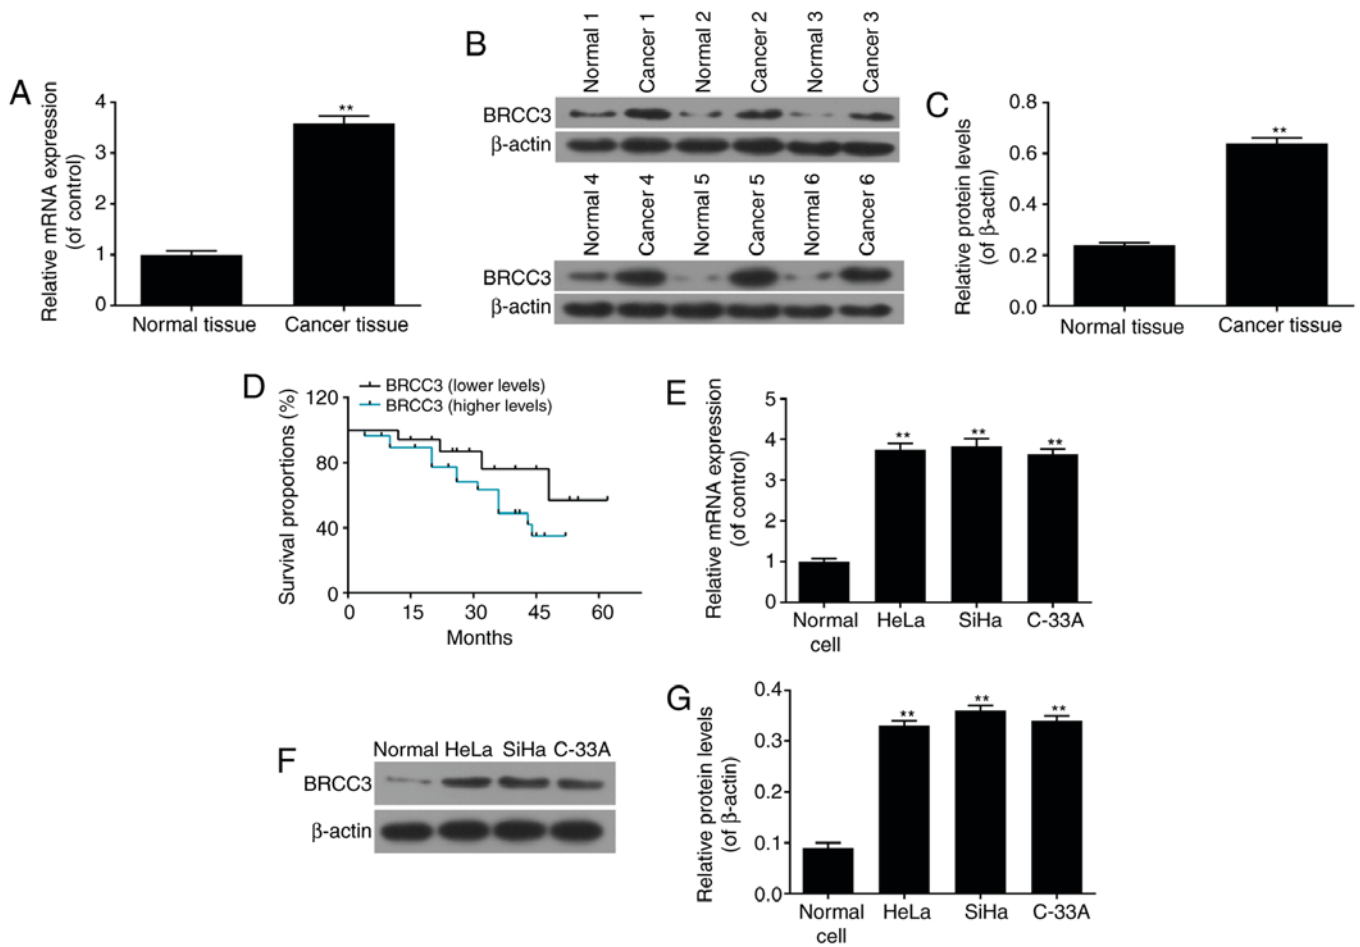 A
Relative mRNA expression
(of control)
4
3
2
1
0
**
Normal tissue
Cancer tissue
B
Normal 1
Cancer 1
Normal 2
Cancer 2
Normal 3
Cancer 3
BRCC3
β-actin
Normal 4
Cancer 4
Normal 5
Cancer 5
Normal 6
Cancer 6
BRCC3
β-actin
C
Relative protein levels
(of β-actin)
0.8
0.6
0.4
0.2
0.0
**
Normal tissue
Cancer tissue
D
BRCC3 (lower levels)
BRCC3 (higher levels)
Survival proportions (%)
120
80
40
0
0
15
30
45
60
Months
E
Relative mRNA expression
(of control)
5
4
3
2
1
0
**
**
**
Normal
cell
HeLa
SiHa
C-33A
F
Normal HeLa SiHa C-33A
BRCC3
β-actin
G
Relative protein levels
(of β-actin)
0.4
0.3
0.2
0.1
0.0
**
**
**
Normal
cell
HeLa
SiHa
C-33A